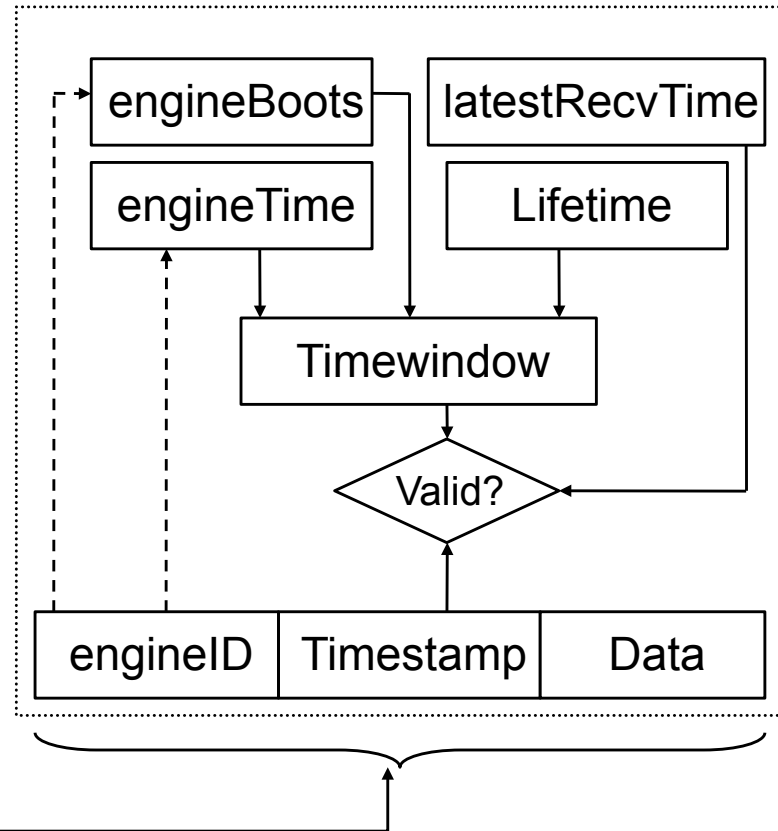 engineBoots
latestRecvTime
engineTime
Lifetime
Timewindow
Valid?
engineID
Timestamp
Data